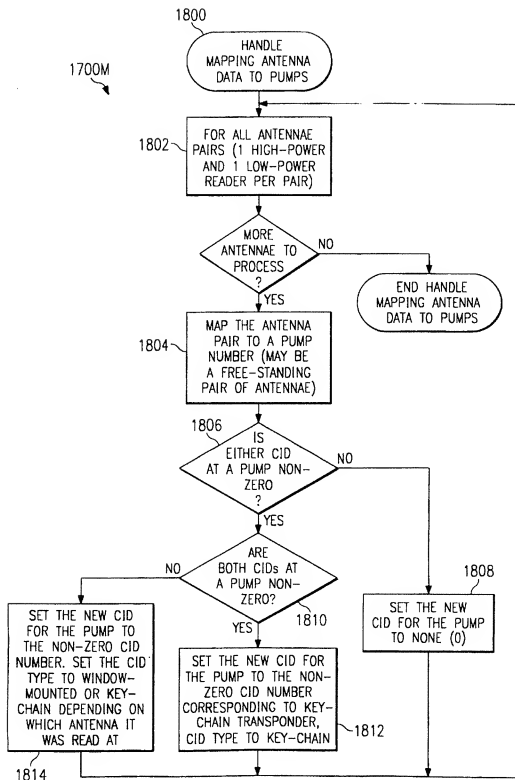 1800
HANDLE
MAPPING ANTENNA
DATA TO PUMPS
1700M
1802
FOR ALL ANTENNAE
PAIRS (1 HIGH-POWER
AND 1 LOW-POWER
READER PER PAIR)
MORE
ANTENNAE TO
PROCESS
?
NO
YES
END HANDLE
MAPPING ANTENNA
DATA TO PUMPS
1804
MAP THE ANTENNA
PAIR TO A PUMP
NUMBER (MAY BE
A FREE-STANDING
PAIR OF ANTENNAE)
1806
IS
EITHER CID
AT A PUMP NON-
ZERO
?
NO
YES
ARE
BOTH CIDs AT
A PUMP NON-
ZERO?
NO
YES
1810
1808
SET THE NEW
CID FOR THE PUMP
TO NONE (0)
SET THE NEW CID
FOR THE PUMP TO
THE NON-ZERO CID
NUMBER. SET THE CID
TYPE TO WINDOW-
MOUNTED OR KEY-
CHAIN DEPENDING ON
WHICH ANTENNA IT
WAS READ AT
1814
SET THE NEW CID FOR
THE PUMP TO THE NON-
ZERO CID NUMBER
CORRESPONDING TO KEY-
CHAIN TRANSPONDER,
CID TYPE TO KEY-CHAIN
1812